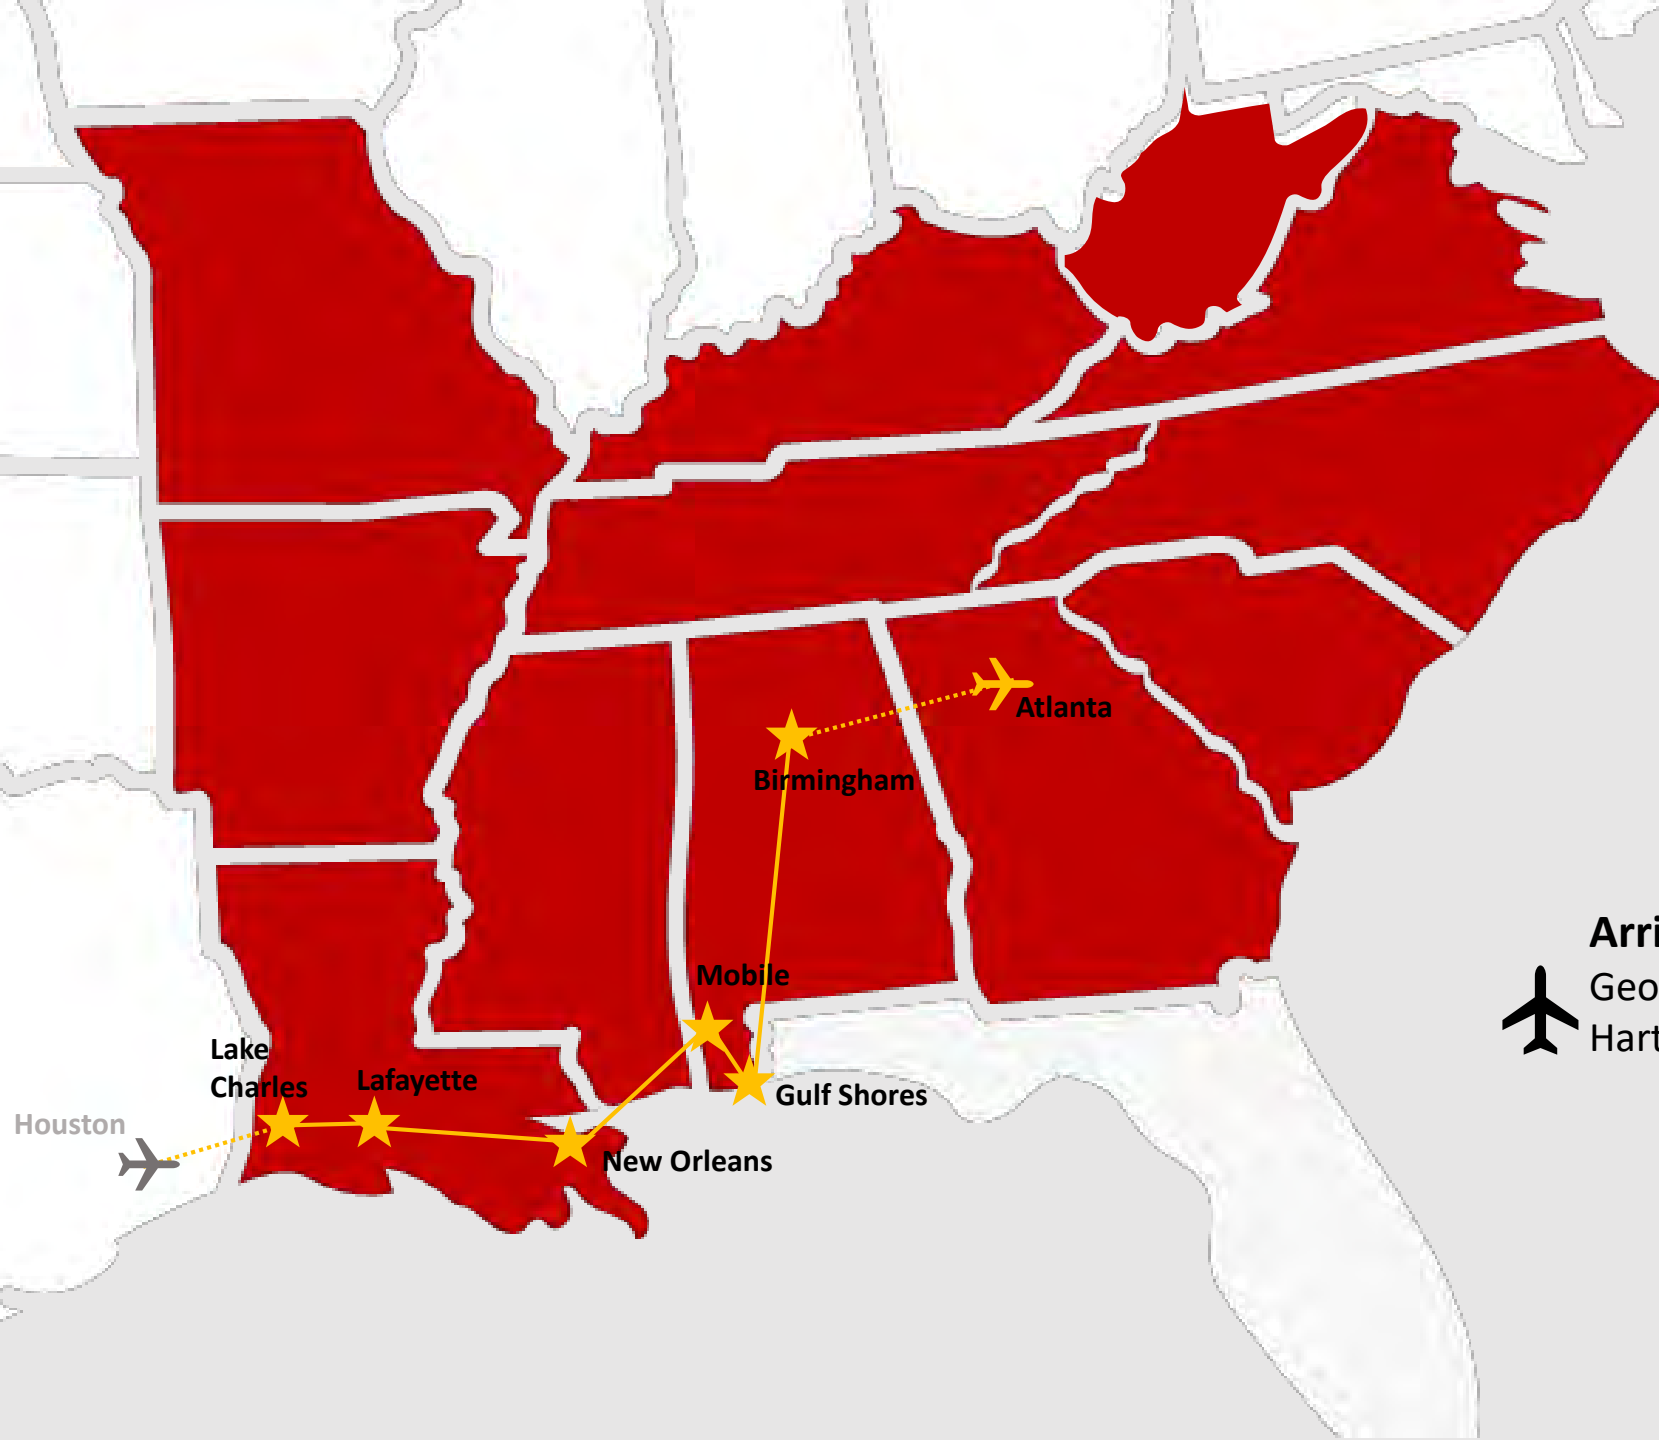 Atlanta
Birmingham
Arri
Mobile
Geo
Hart
Lake
Charles
Lafayette
Gulf Shores
Houston
New Orleans